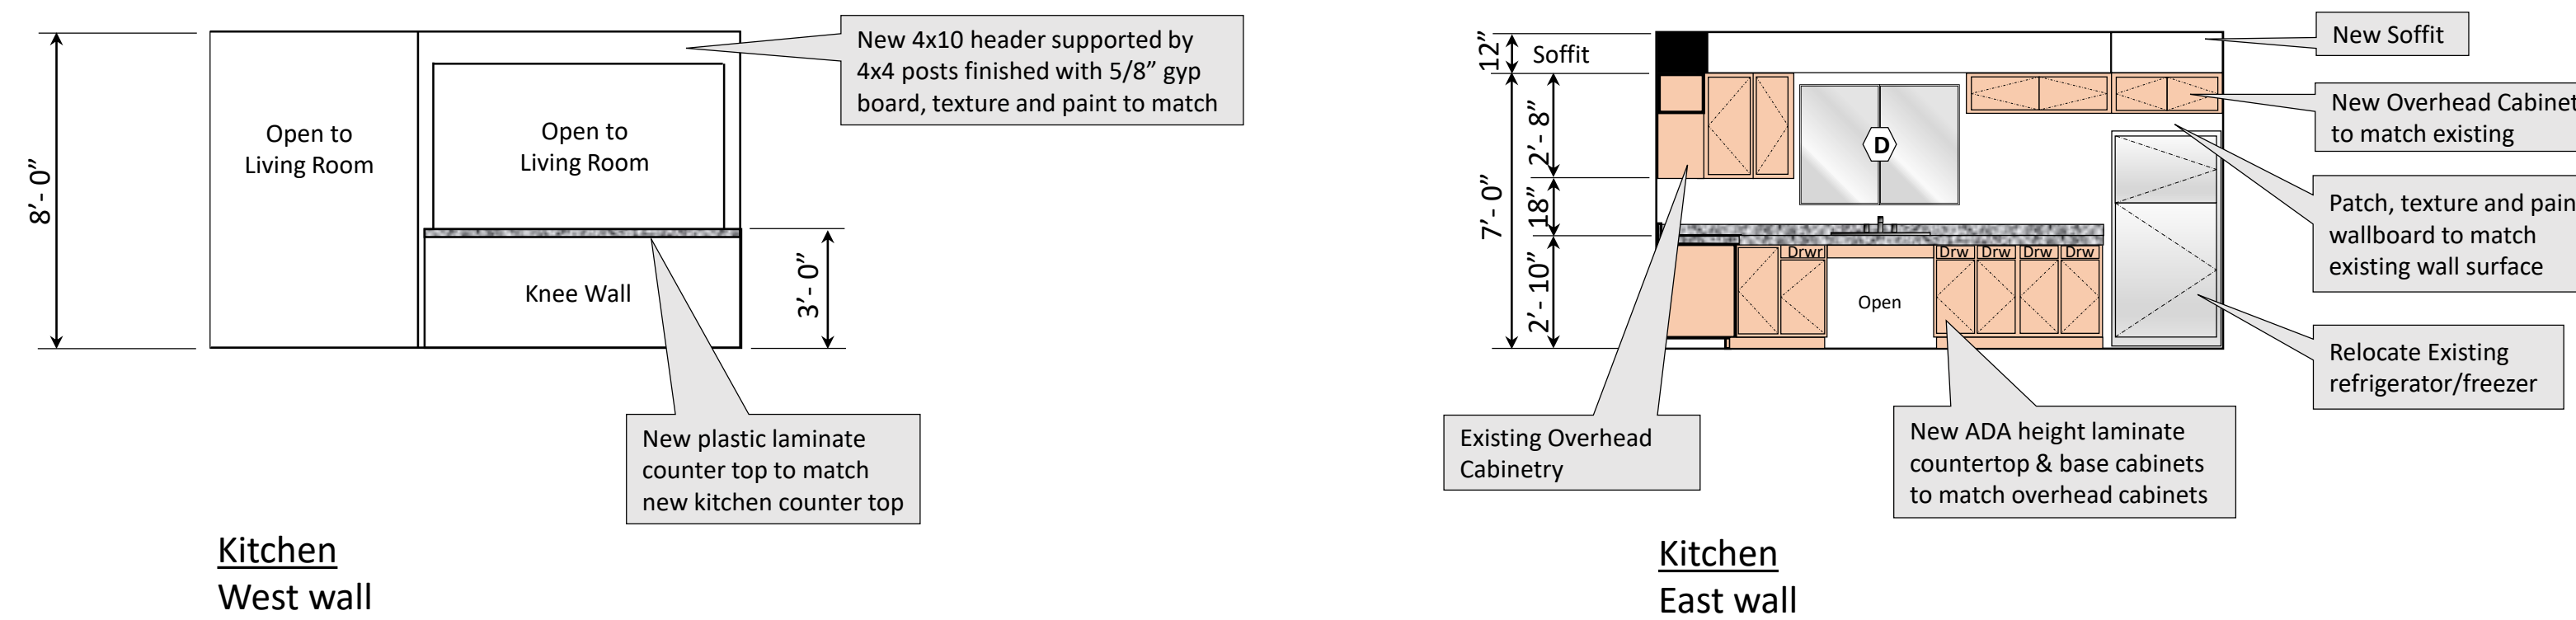 8’- 0”
Open to
Living Room
Open to
Living Room
Knee Wall
3’- 0”
New 4x10 header supported by
4x4 posts finished with 5/8” gyp
board, texture and paint to match
New plastic laminate
counter top to match
new kitchen counter top
Kitchen
West wall
12”
Soffit
7’- 0”
2’- 8”
18”
2’- 10”
D
Drwr
Drw
Drw
Drw
Drw
Open
New Soffit
New Overhead Cabinet
to match existing
Patch, texture and pain
wallboard to match
existing wall surface
Relocate Existing
refrigerator/freezer
Existing Overhead
Cabinetry
New ADA height laminate
countertop & base cabinets
to match overhead cabinets
Kitchen
East wall